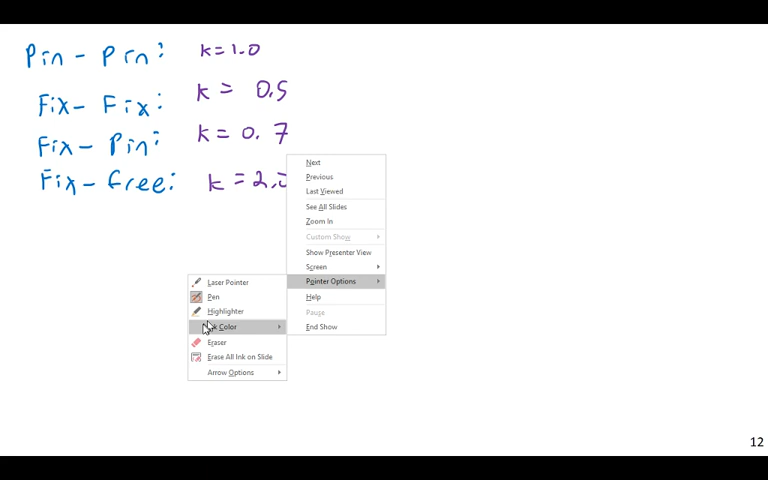 Pin - Pin: k = 1.0
Fix - Fix: k = 0.5
Fix - Pin: k = 0.7
Fix - free: k = 2.0
Next
Previous
Last Viewed
See All Slides
Zoom In
Custom Show
Show Presenter View
Screen
Pointer Options
Help
Pause
End Show
Laser Pointer
Pen
Highlighter
Color
Eraser
Erase All Ink on Slide
Arrow Options
12